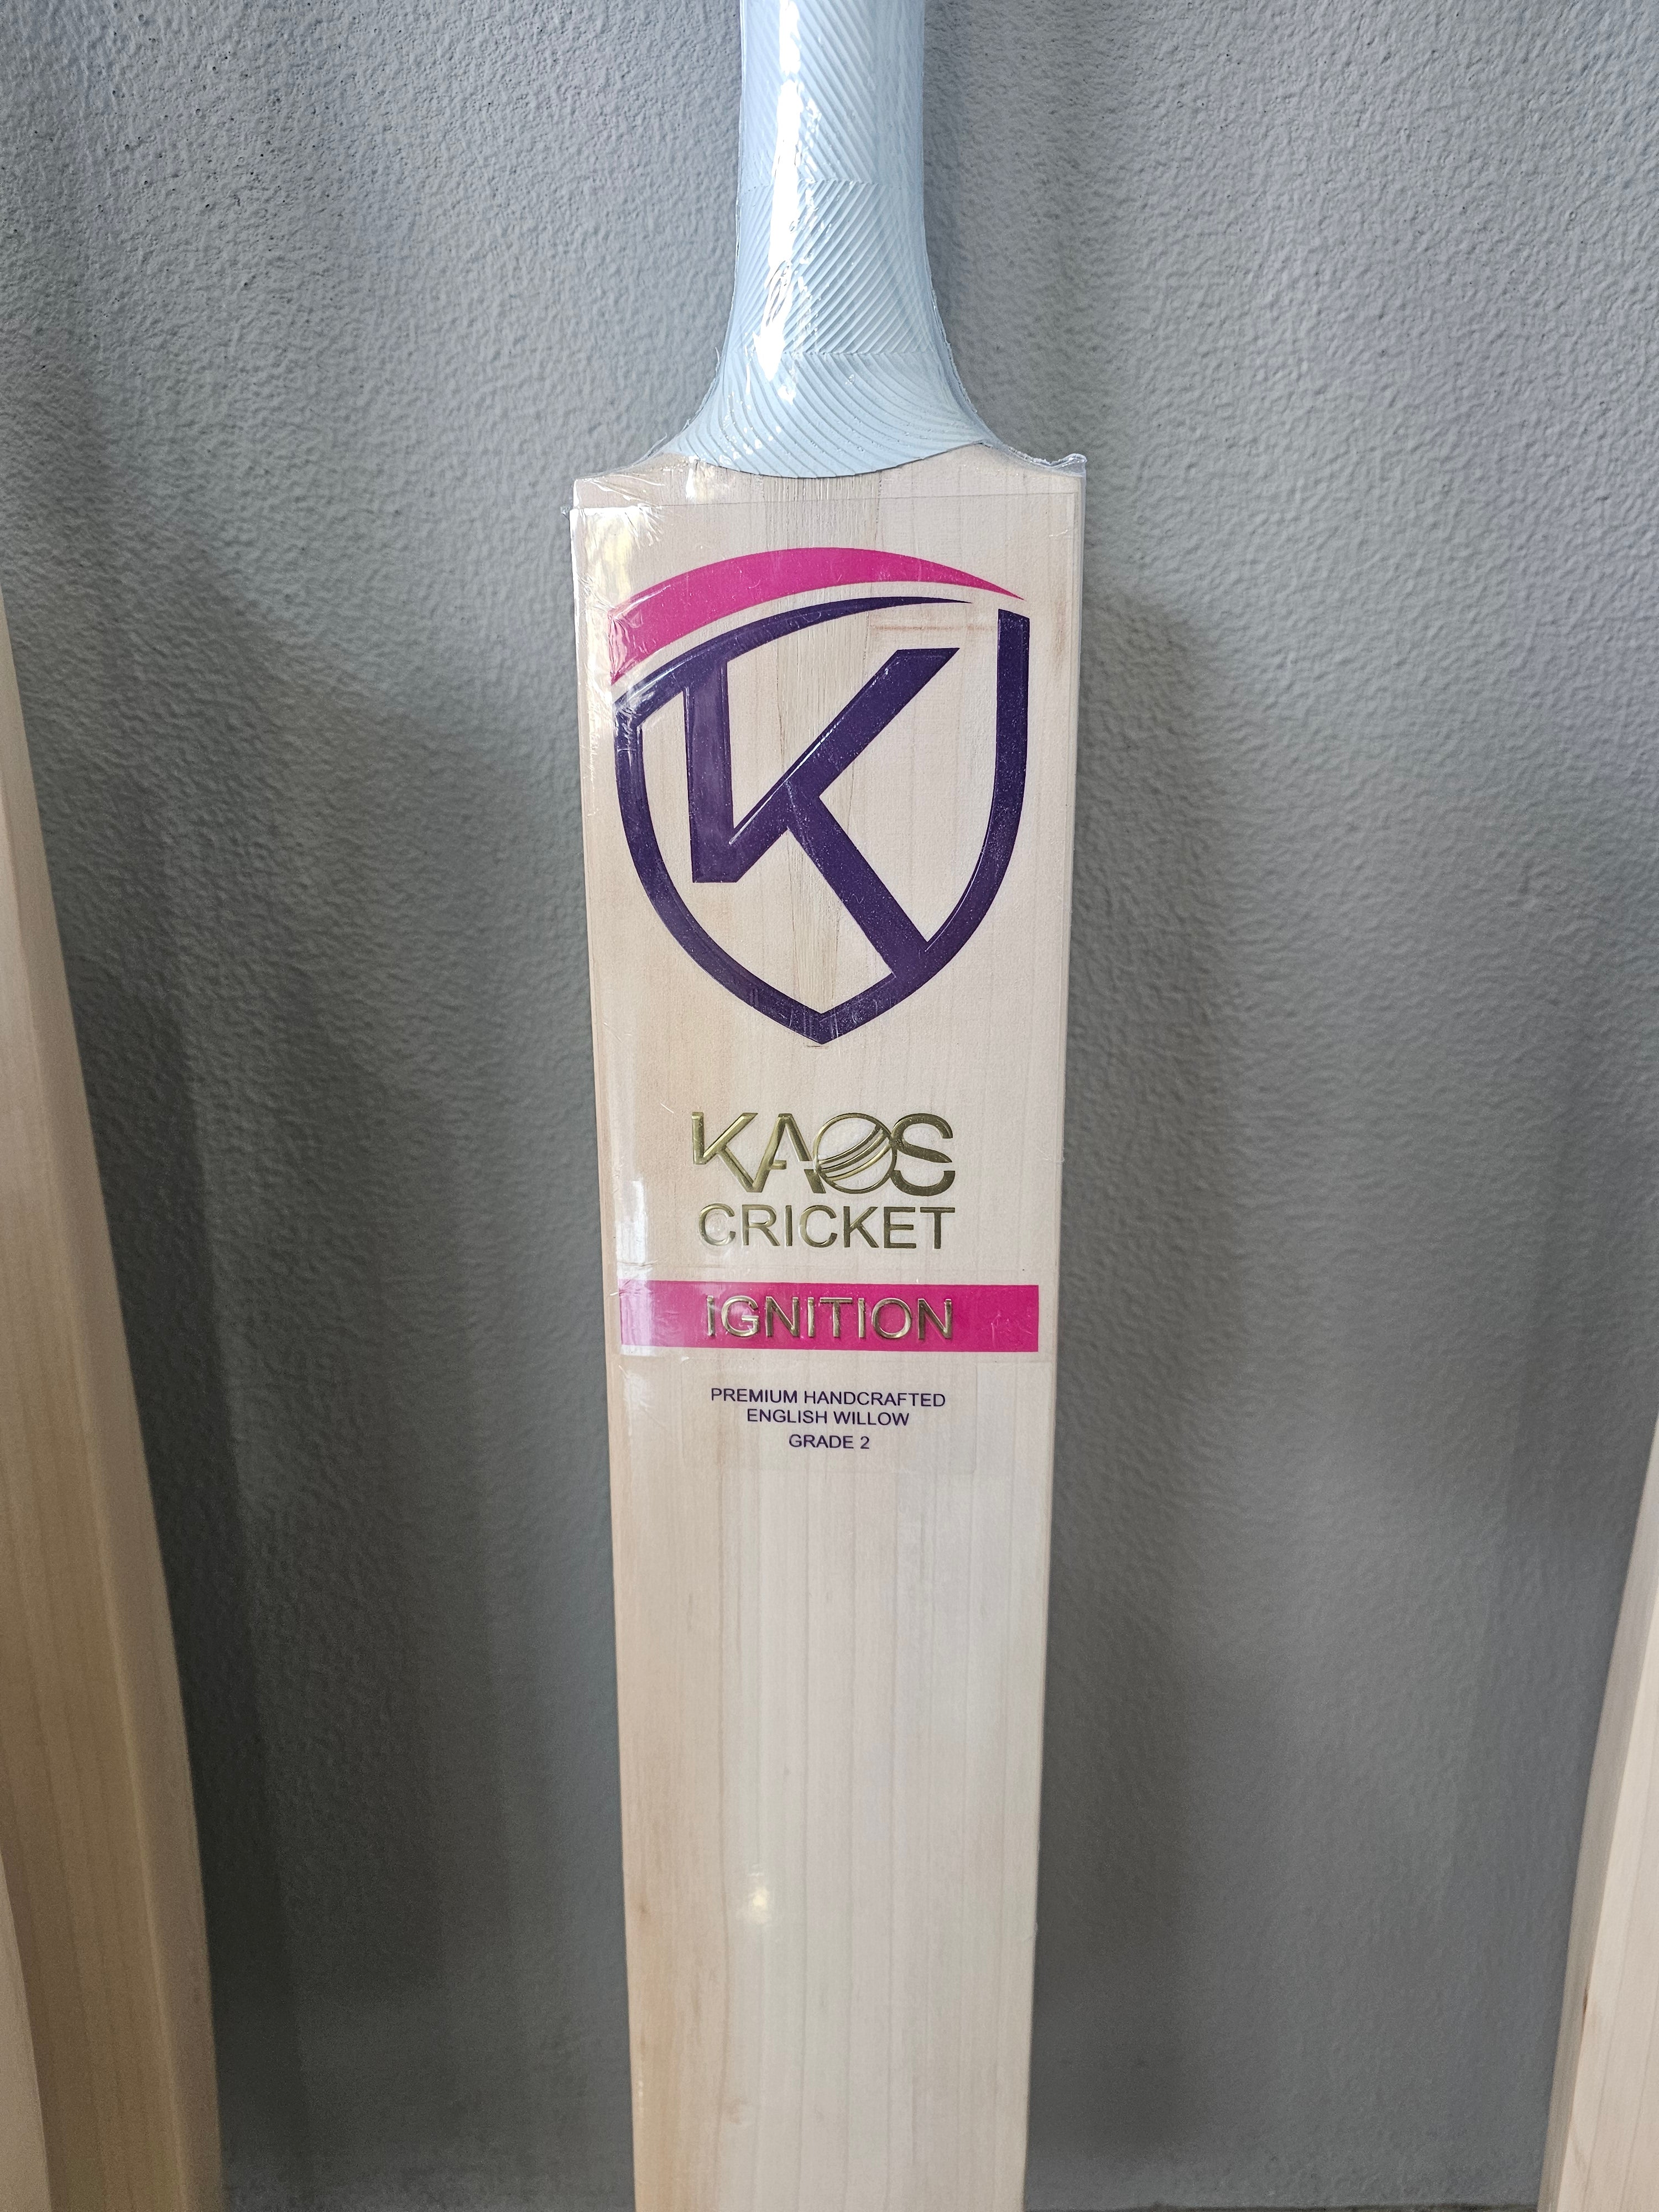 K
KAOS
CRICKET
IGNITION
PREMIUM HANDCRAFTED
ENGLISH WILLOW
GRADE 2